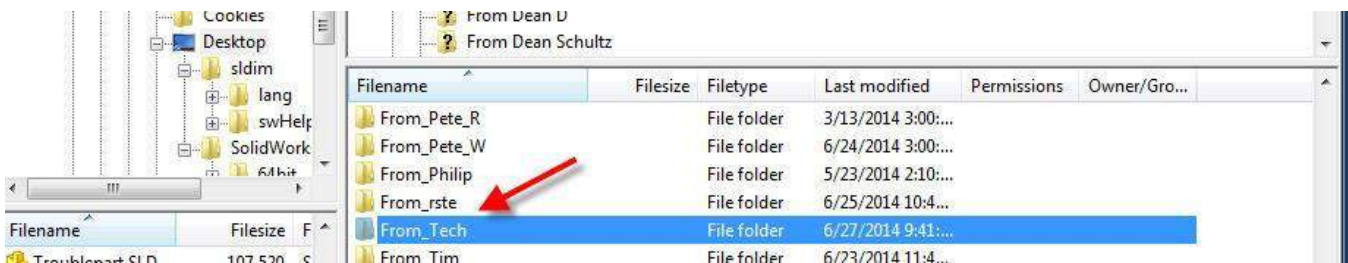 Cookies
Desktop
sldim
lang
swHelp
SolidWork
64bit
Filename Filesize F
Troublepart.SLD 107,520 S
From Dean D
From Dean Schultz
Filename Filesize Filetype Last modified Permissions Owner/Gro...
From_Pete_R File folder 3/13/2014 3:00:...
From_Pete_W File folder 6/24/2014 3:00:...
From_Philip File folder 5/23/2014 2:10:...
From_rste File folder 6/25/2014 10:4...
From_Tech File folder 6/27/2014 9:41:...
From_Tim File folder 6/23/2014 11:4...